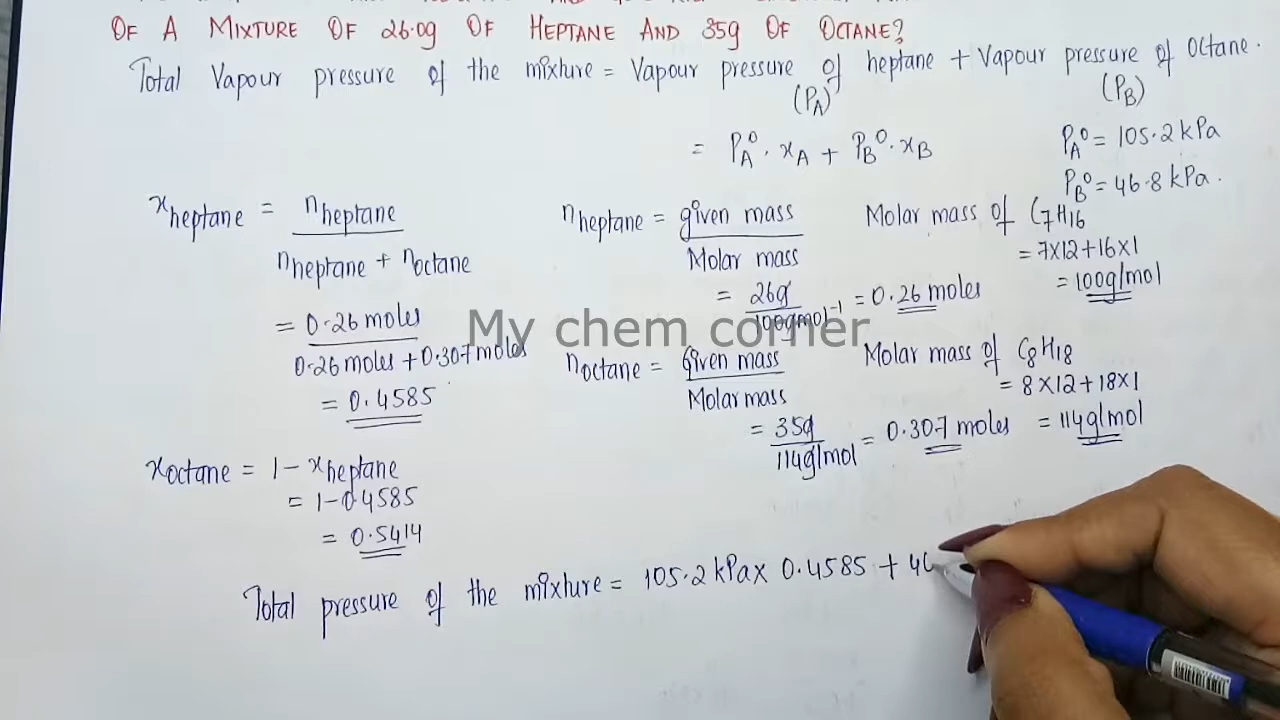 OF A MIXTURE OF 26.0g OF HEPTANE AND 35g OF OCTANE?
Total Vapour pressure of the mixture = Vapour pressure of heptane + Vapour pressure of octane.
(PA) (PB)
= PA⁰ . xA + PB⁰ . xB
PA⁰ = 105.2 kPa
PB⁰ = 46.8 kPa.
xheptane = nheptane
nheptane + noctane
= 0.26 moles
0.26 moles + 0.307 moles
= 0.4585
xoctane = 1 - xheptane
= 1 - 0.4585
= 0.5414
nheptane = given mass
Molar mass
= 26g
100gmol⁻¹ = 0.26 moles
Molar mass of C7H16
= 7x12+16x1
= 100g/mol
My chem corner
noctane = given mass
Molar mass
= 35g
114g/mol = 0.307 moles
Molar mass of C8H18
= 8x12+18x1
= 114g/mol
Total pressure of the mixture = 105.2 kPa x 0.4585 +